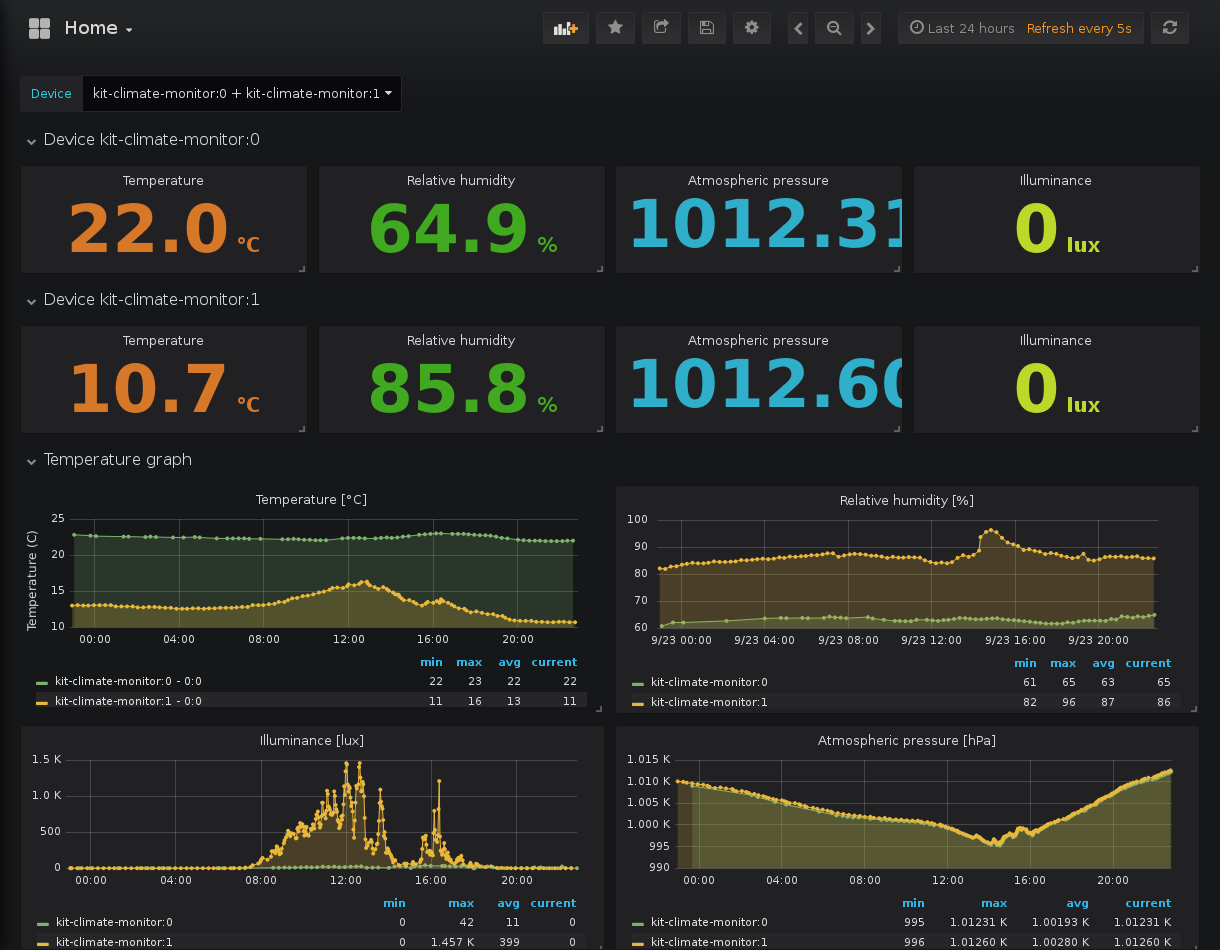 Home
Last 24 hours Refresh every 5s
Device kit-climate-monitor:0 + kit-climate-monitor:1
Device kit-climate-monitor:0
Temperature Relative humidity Atmospheric pressure Illuminance
22.0 °C 64.9 % 1012.31 0 lux
Device kit-climate-monitor:1
Temperature Relative humidity Atmospheric pressure Illuminance
10.7 °C 85.8 % 1012.60 0 lux
Temperature graph
Temperature [°C]
Temperature (C)
25
20
15
10
00:00 04:00 08:00 12:00 16:00 20:00
min max avg current
kit-climate-monitor:0 - 0:0 22 23 22 22
kit-climate-monitor:1 - 0:0 11 16 13 11
Relative humidity [%]
100
90
80
70
60
9/23 00:00 9/23 04:00 9/23 08:00 9/23 12:00 9/23 16:00 9/23 20:00
min max avg current
kit-climate-monitor:0 61 65 63 65
kit-climate-monitor:1 82 96 87 86
Illuminance [lux]
1.5 K
1.0 K
500
0
00:00 04:00 08:00 12:00 16:00 20:00
min max avg current
kit-climate-monitor:0 0 42 11 0
kit-climate-monitor:1 0 1.457 K 399 0
Atmospheric pressure [hPa]
1.015 K
1.010 K
1.005 K
1.000 K
995
990
00:00 04:00 08:00 12:00 16:00 20:00
min max avg current
kit-climate-monitor:0 995 1.01231 K 1.00193 K 1.01231 K
kit-climate-monitor:1 996 1.01260 K 1.00280 K 1.01260 K